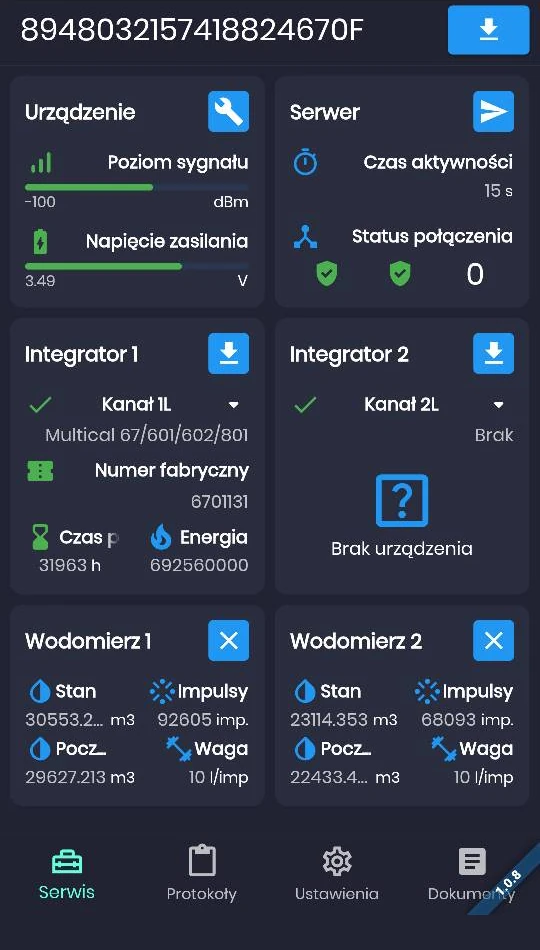 8948032157418824670F
Urządzenie
Poziom sygnału
-100 dBm
Napięcie zasilania
3.49 V
Serwer
Czas aktywności
15 s
Status połączenia
0
Integrator 1
Kanał 1L
Multical 67/601/602/801
Numer fabryczny
6701131
Czas p Energia
31963 h 692560000
Integrator 2
Kanał 2L
Brak
?
Brak urządzenia
Wodomierz 1
Stan Impulsy
30553.2... m3 92605 imp.
Pocz... Waga
29627.213 m3 10 l/imp
Wodomierz 2
Stan Impulsy
23114.353 m3 68093 imp.
Pocz... Waga
22433.4... m3 10 l/imp
Serwis Protokoły Ustawienia Dokumenty
1.0.8